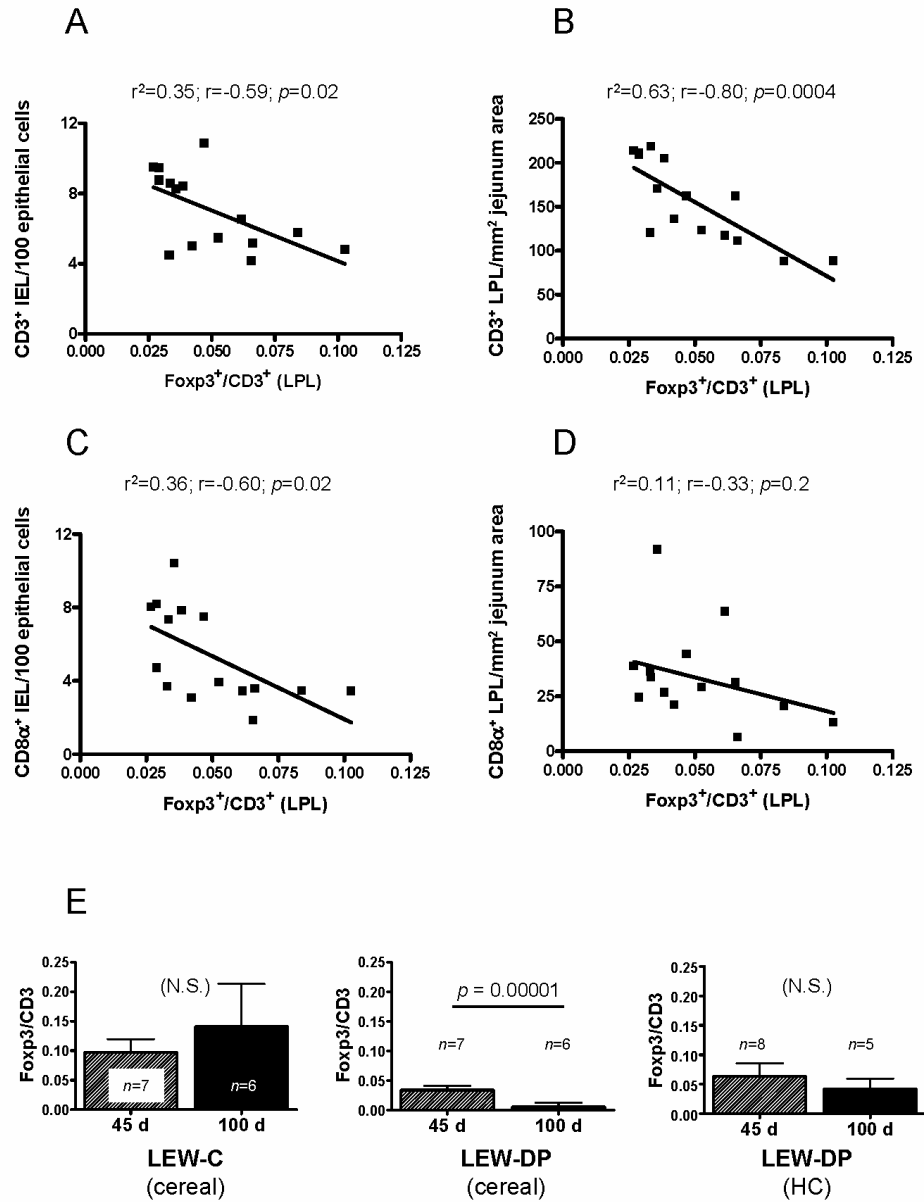 A
r²=0.35; r=-0.59; p=0.02
CD3⁺ IEL/100 epithelial cells
12
8
4
0
0.000 0.025 0.050 0.075 0.100 0.125
Foxp3⁺/CD3⁺ (LPL)
B
r²=0.63; r=-0.80; p=0.0004
CD3⁺ LPL/mm² jejunum area
250
200
150
100
50
0
0.000 0.025 0.050 0.075 0.100 0.125
Foxp3⁺/CD3⁺ (LPL)
C
r²=0.36; r=-0.60; p=0.02
CD8α⁺ IEL/100 epithelial cells
12
8
4
0
0.000 0.025 0.050 0.075 0.100 0.125
Foxp3⁺/CD3⁺ (LPL)
D
r²=0.11; r=-0.33; p=0.2
CD8α⁺ LPL/mm² jejunum area
100
75
50
25
0
0.000 0.025 0.050 0.075 0.100 0.125
Foxp3⁺/CD3⁺ (LPL)
E
Foxp3/CD3
0.25
0.20
0.15
0.10
0.05
0.00
(N.S.)
n=7 n=6
45 d 100 d
LEW-C
(cereal)
Foxp3/CD3
0.25
0.20
0.15
0.10
0.05
0.00
p = 0.00001
n=7 n=6
45 d 100 d
LEW-DP
(cereal)
Foxp3/CD3
0.25
0.20
0.15
0.10
0.05
0.00
(N.S.)
n=8 n=5
45 d 100 d
LEW-DP
(HC)